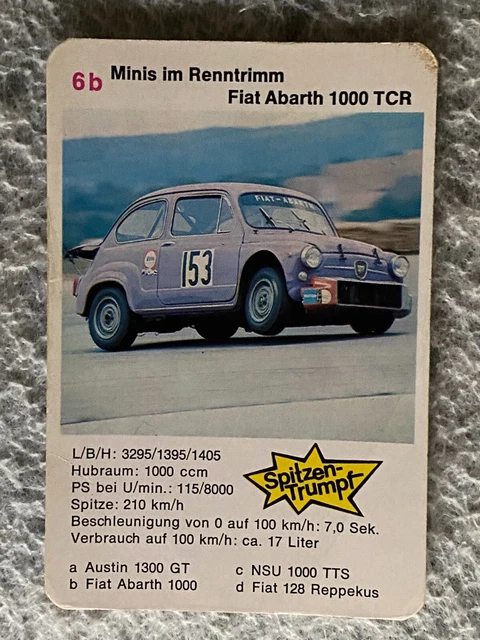 6b Minis im Renntrimm
Fiat Abarth 1000 TCR
FIAT-ABARTH
153
L/B/H: 3295/1395/1405
Hubraum: 1000 ccm
PS bei U/min.: 115/8000
Spitze: 210 km/h
Beschleunigung von 0 auf 100 km/h: 7,0 Sek.
Verbrauch auf 100 km/h: ca. 17 Liter
Spitzen-
Trumpf
a Austin 1300 GT
b Fiat Abarth 1000
c NSU 1000 TTS
d Fiat 128 Reppekus